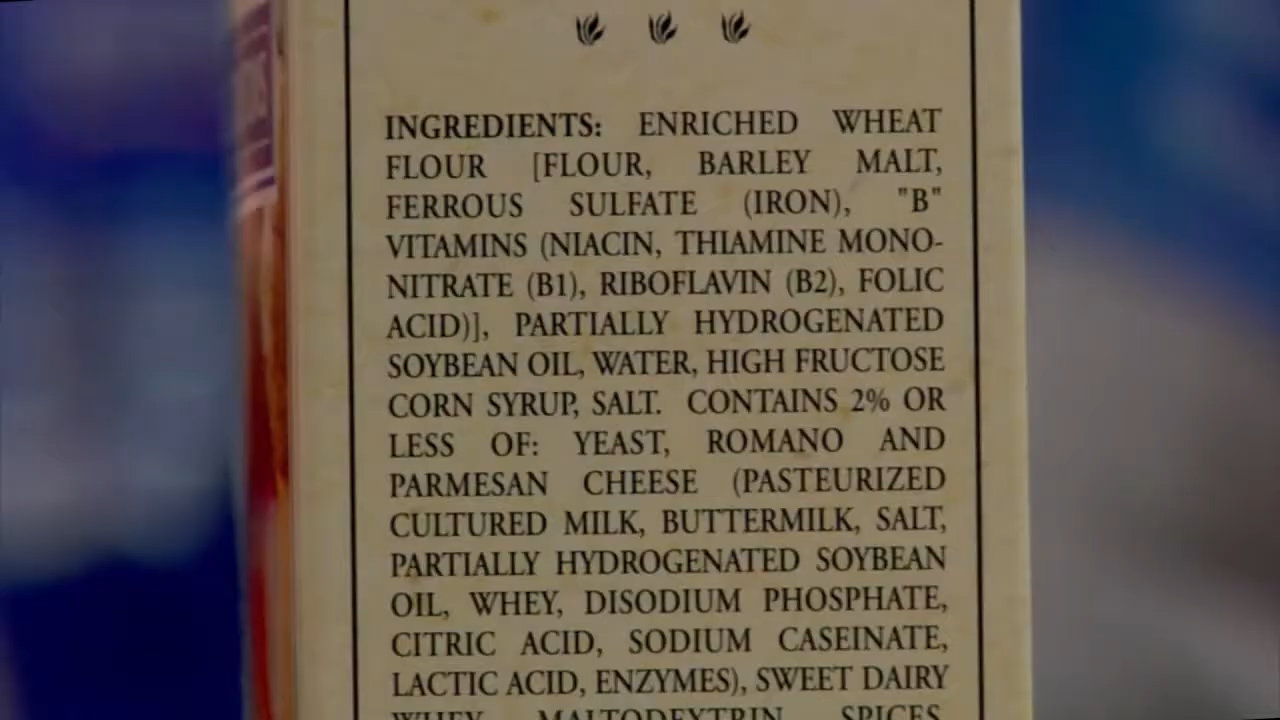 INGREDIENTS: ENRICHED WHEAT
FLOUR [FLOUR, BARLEY MALT,
FERROUS SULFATE (IRON), "B"
VITAMINS (NIACIN, THIAMINE MONO-
NITRATE (B1), RIBOFLAVIN (B2), FOLIC
ACID)], PARTIALLY HYDROGENATED
SOYBEAN OIL, WATER, HIGH FRUCTOSE
CORN SYRUP, SALT. CONTAINS 2% OR
LESS OF: YEAST, ROMANO AND
PARMESAN CHEESE (PASTEURIZED
CULTURED MILK, BUTTERMILK, SALT,
PARTIALLY HYDROGENATED SOYBEAN
OIL, WHEY, DISODIUM PHOSPHATE,
CITRIC ACID, SODIUM CASEINATE,
LACTIC ACID, ENZYMES), SWEET DAIRY
WHEY, MALTODEXTRIN, SPICES,